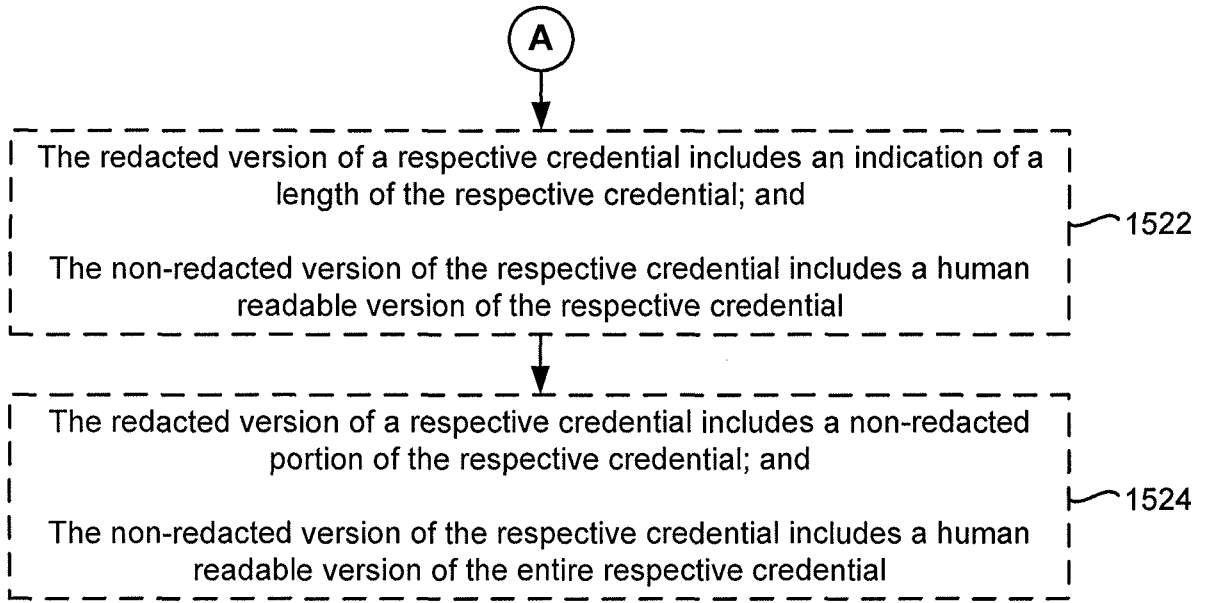 A
The redacted version of a respective credential includes an indication of a
length of the respective credential; and
1522
The non-redacted version of the respective credential includes a human
readable version of the respective credential
The redacted version of a respective credential includes a non-redacted
portion of the respective credential; and
1524
The non-redacted version of the respective credential includes a human
readable version of the entire respective credential